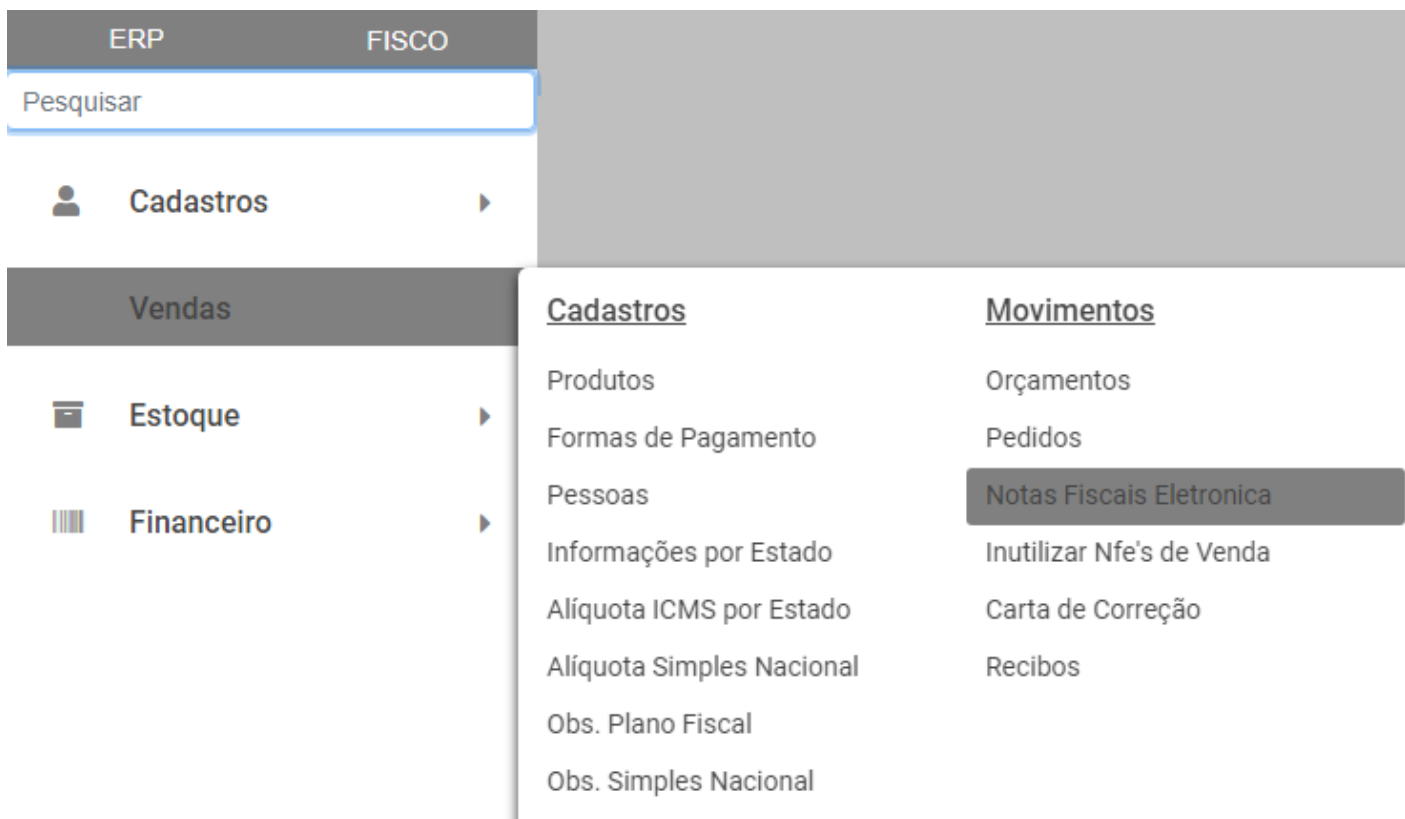 ERP FISCO
Pesquisar
Cadastros
Vendas
Estoque
Financeiro
Cadastros
Produtos
Formas de Pagamento
Pessoas
Informações por Estado
Alíquota ICMS por Estado
Alíquota Simples Nacional
Obs. Plano Fiscal
Obs. Simples Nacional
Movimentos
Orçamentos
Pedidos
Notas Fiscais Eletronica
Inutilizar Nfe's de Venda
Carta de Correção
Recibos